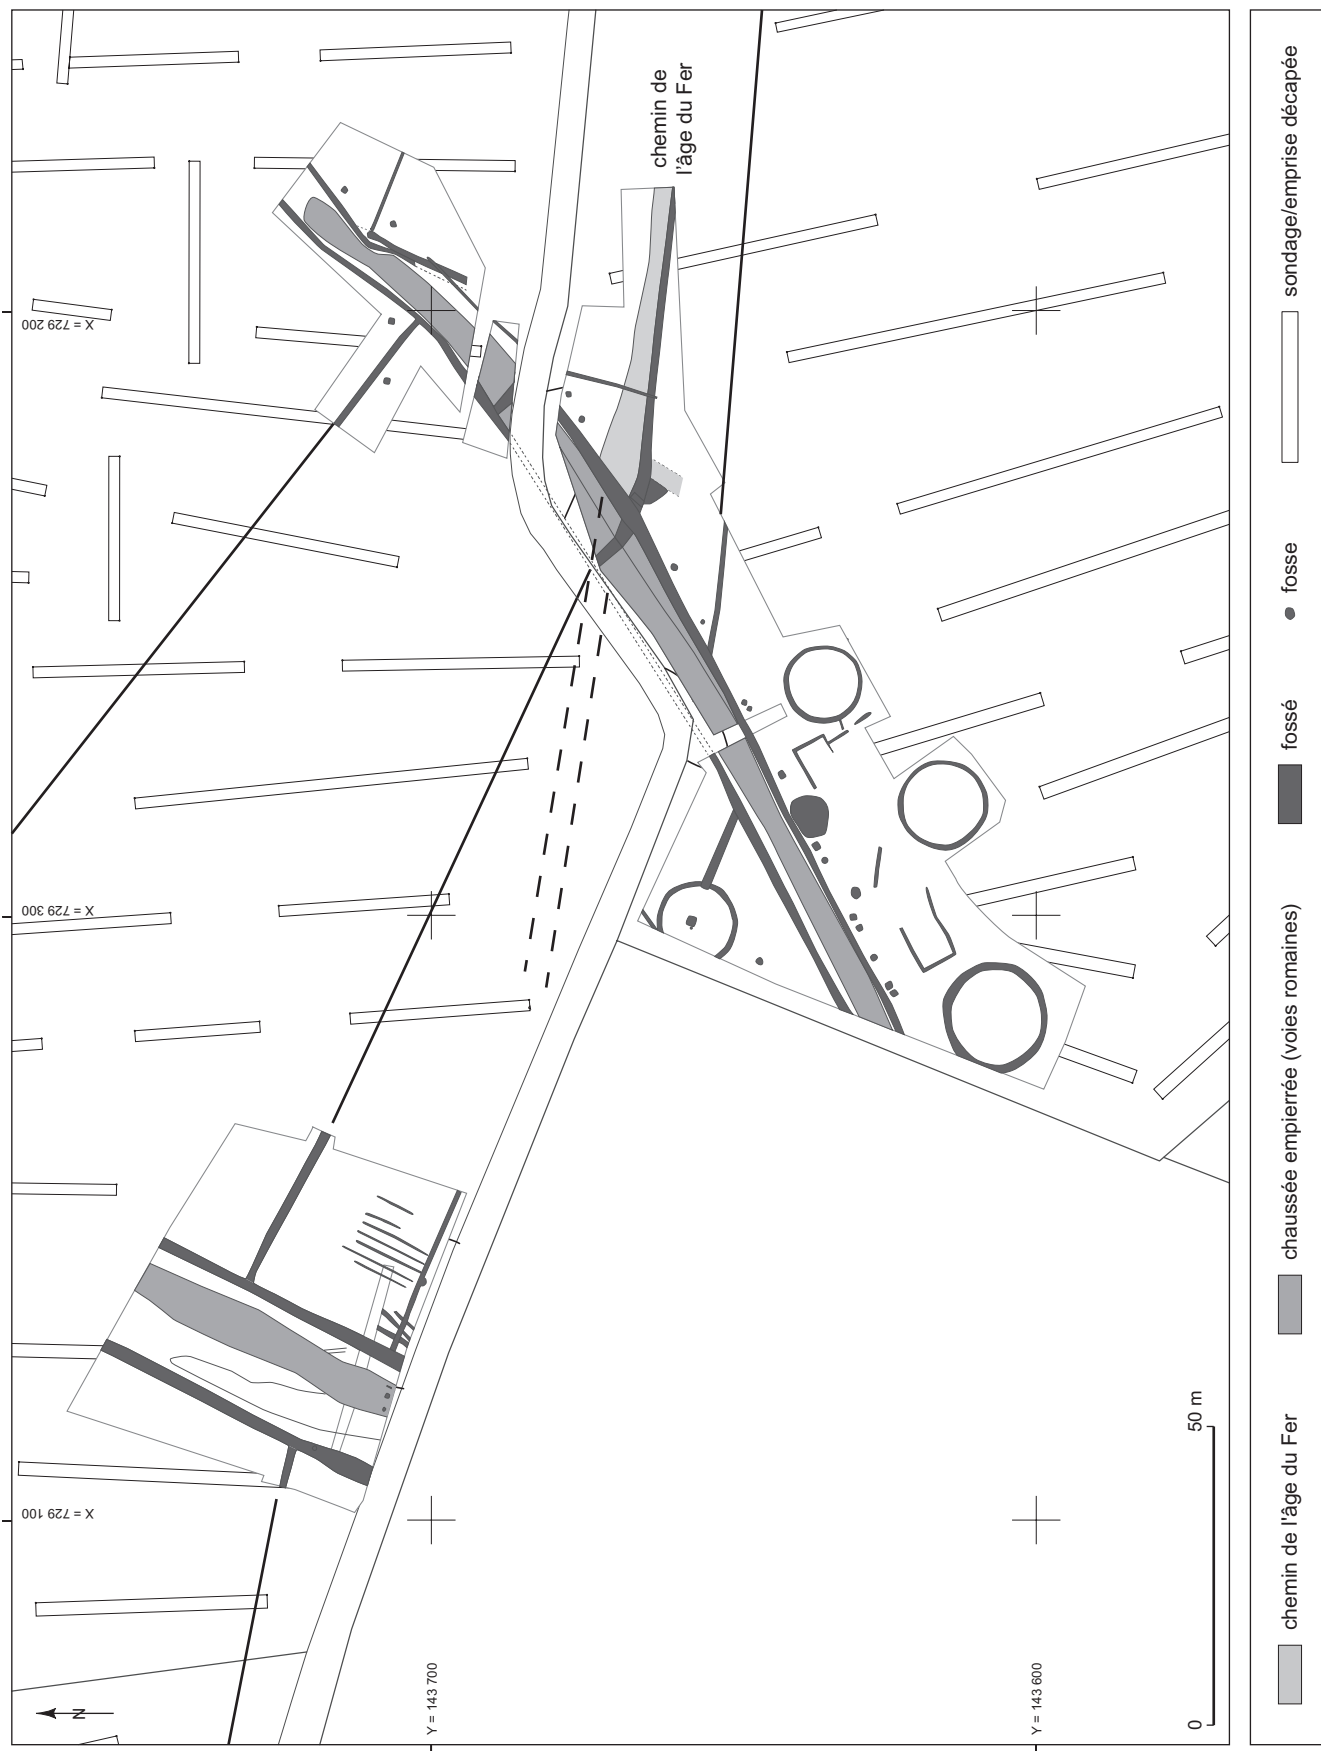 chemin de
l'âge du Fer
X = 729 200
X = 729 300
X = 729 100
N
Y = 143 700
Y = 143 600
0
50 m
chemin de l'âge du Fer
chaussée empierrée (voies romaines)
fossé
fosse
sondage/emprise décapée